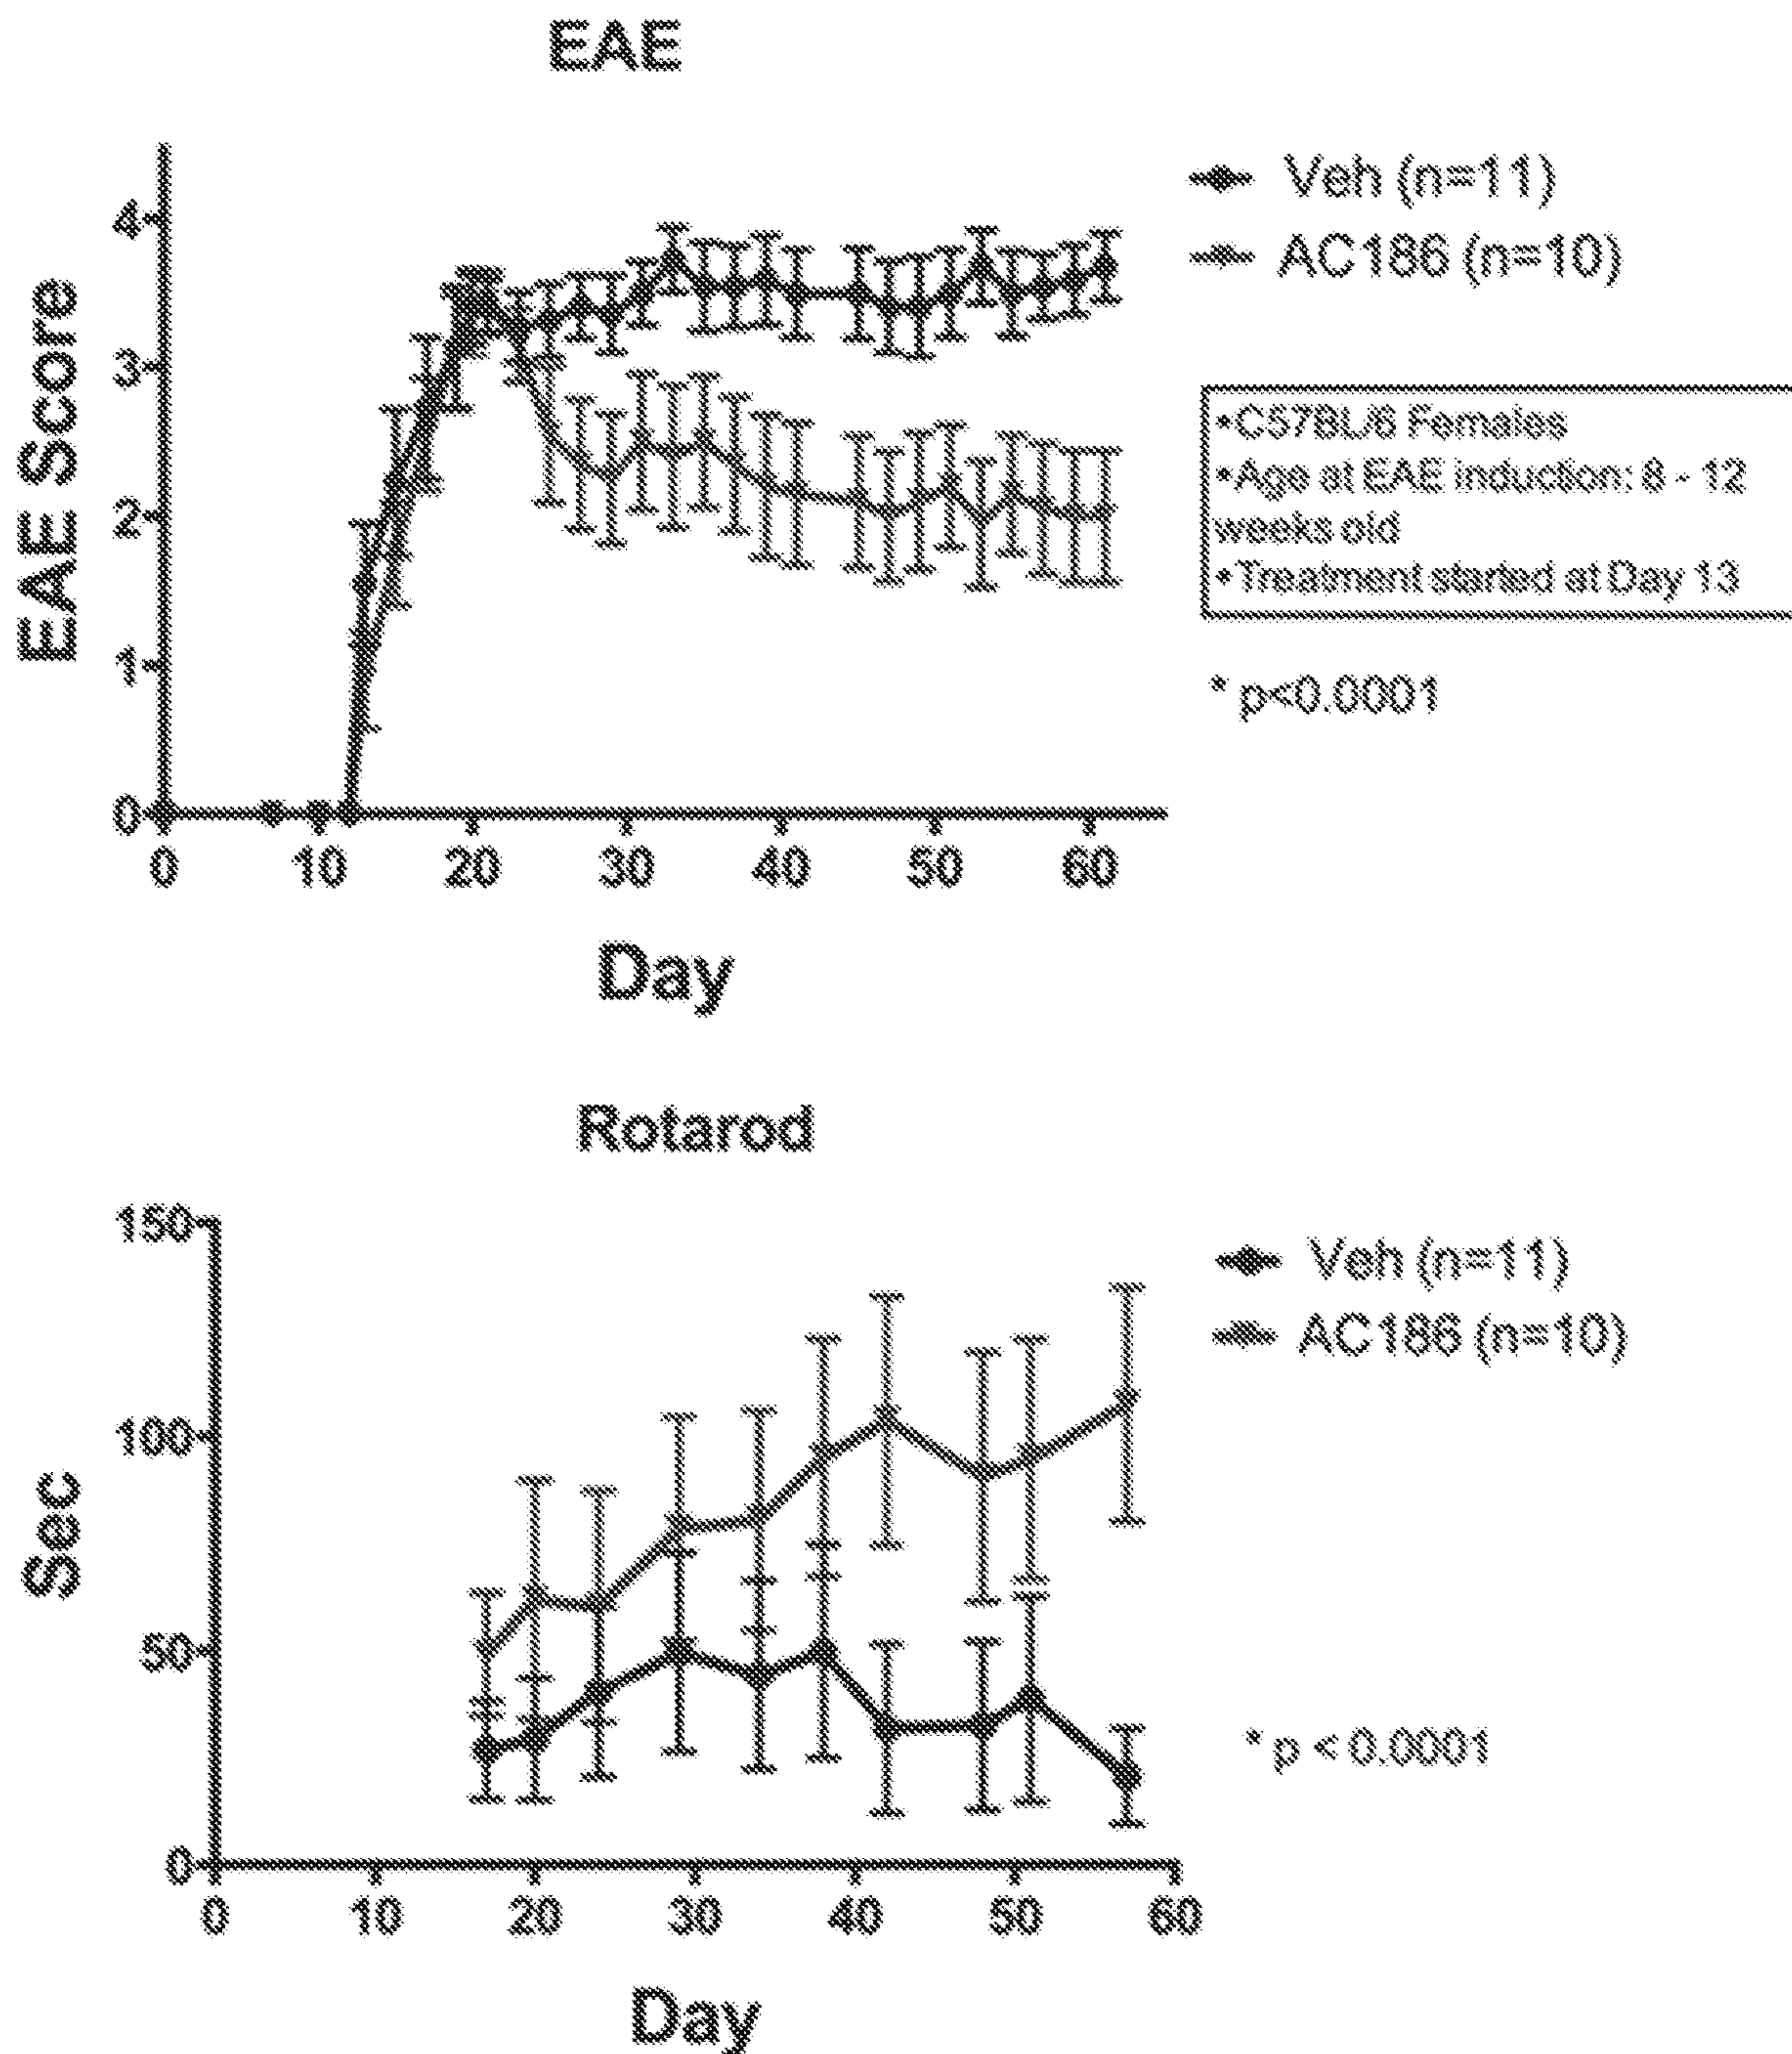 EAE
EAE Score
4
3
2
1
0
0 10 20 30 40 50 60
Day
Veh (n=11)
AC186 (n=10)
•C57BL/6 Females
•Age at EAE induction: 8 - 12
weeks old
•Treatment started at Day 13
* p<0.0001
Rotarod
Sec
150
100
50
0
0 10 20 30 40 50 60
Day
Veh (n=11)
AC186 (n=10)
* p < 0.0001